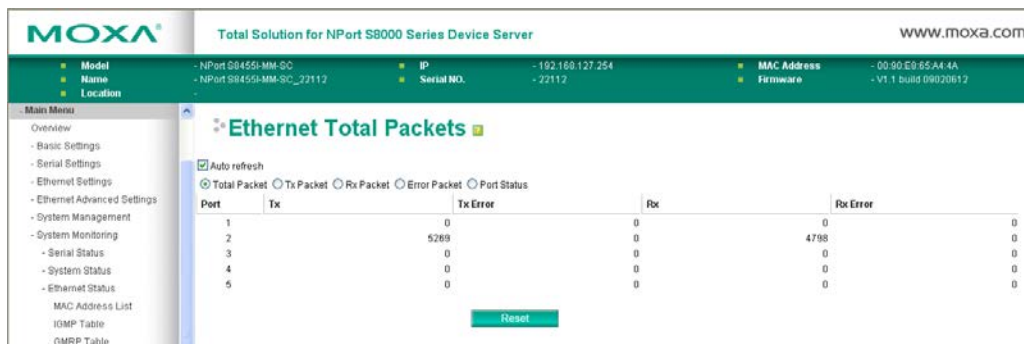 MOXA
Total Solution for NPort S8000 Series Device Server
www.moxa.com
Model - NPort S8455I-MM-SC IP - 192.168.127.254 MAC Address - 00:90:E8:65:A4:4A
Name - NPort S8455I-MM-SC_22112 Serial NO. - 22112 Firmware - V1.1 build 09020612
Location -
- Main Menu
Overview
- Basic Settings
- Serial Settings
- Ethernet Settings
- Ethernet Advanced Settings
- System Management
- System Monitoring
- Serial Status
- System Status
- Ethernet Status
MAC Address List
IGMP Table
GMRP Table
Ethernet Total Packets ?
Auto refresh
Total Packet Tx Packet Rx Packet Error Packet Port Status
Port Tx Tx Error Rx Rx Error
1 0 0 0 0
2 5269 0 4798 0
3 0 0 0 0
4 0 0 0 0
5 0 0 0 0
Reset